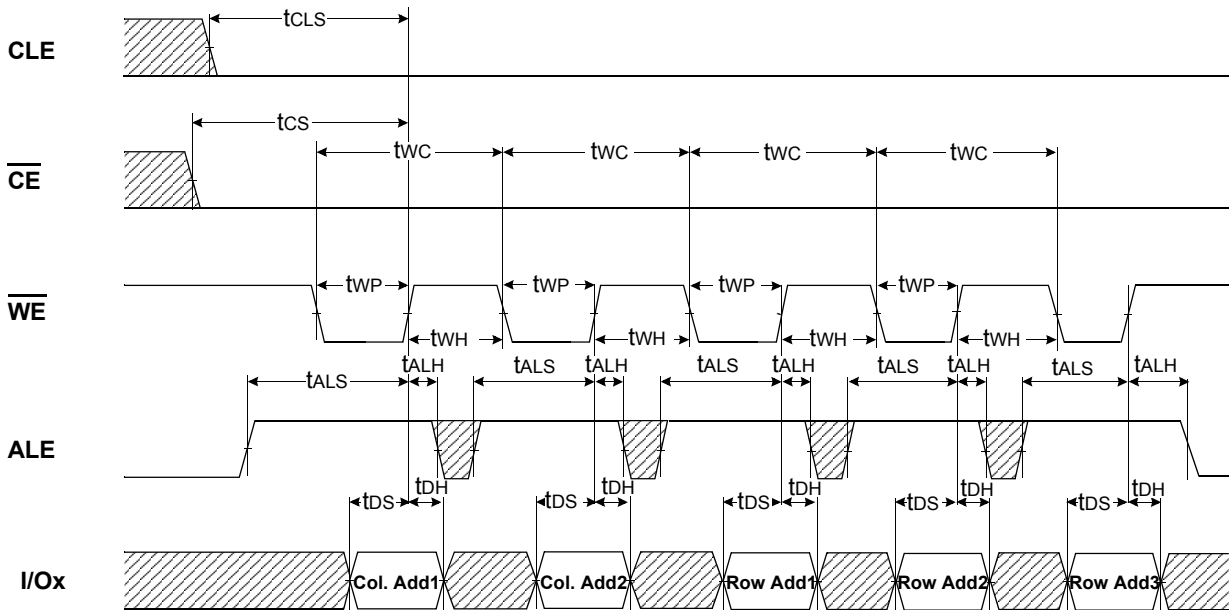 CLE
tCLS
CE
tCS
tWC tWC tWC tWC
WE
tWP tWP tWP tWP
tWH tWH tWH tWH
ALE
tALS tALH tALS tALH tALS tALH tALS tALH tALS tALH
tDS tDH tDS tDH tDS tDH tDS tDH tDS tDH
I/Ox
Col. Add1 Col. Add2 Row Add1 Row Add2 Row Add3